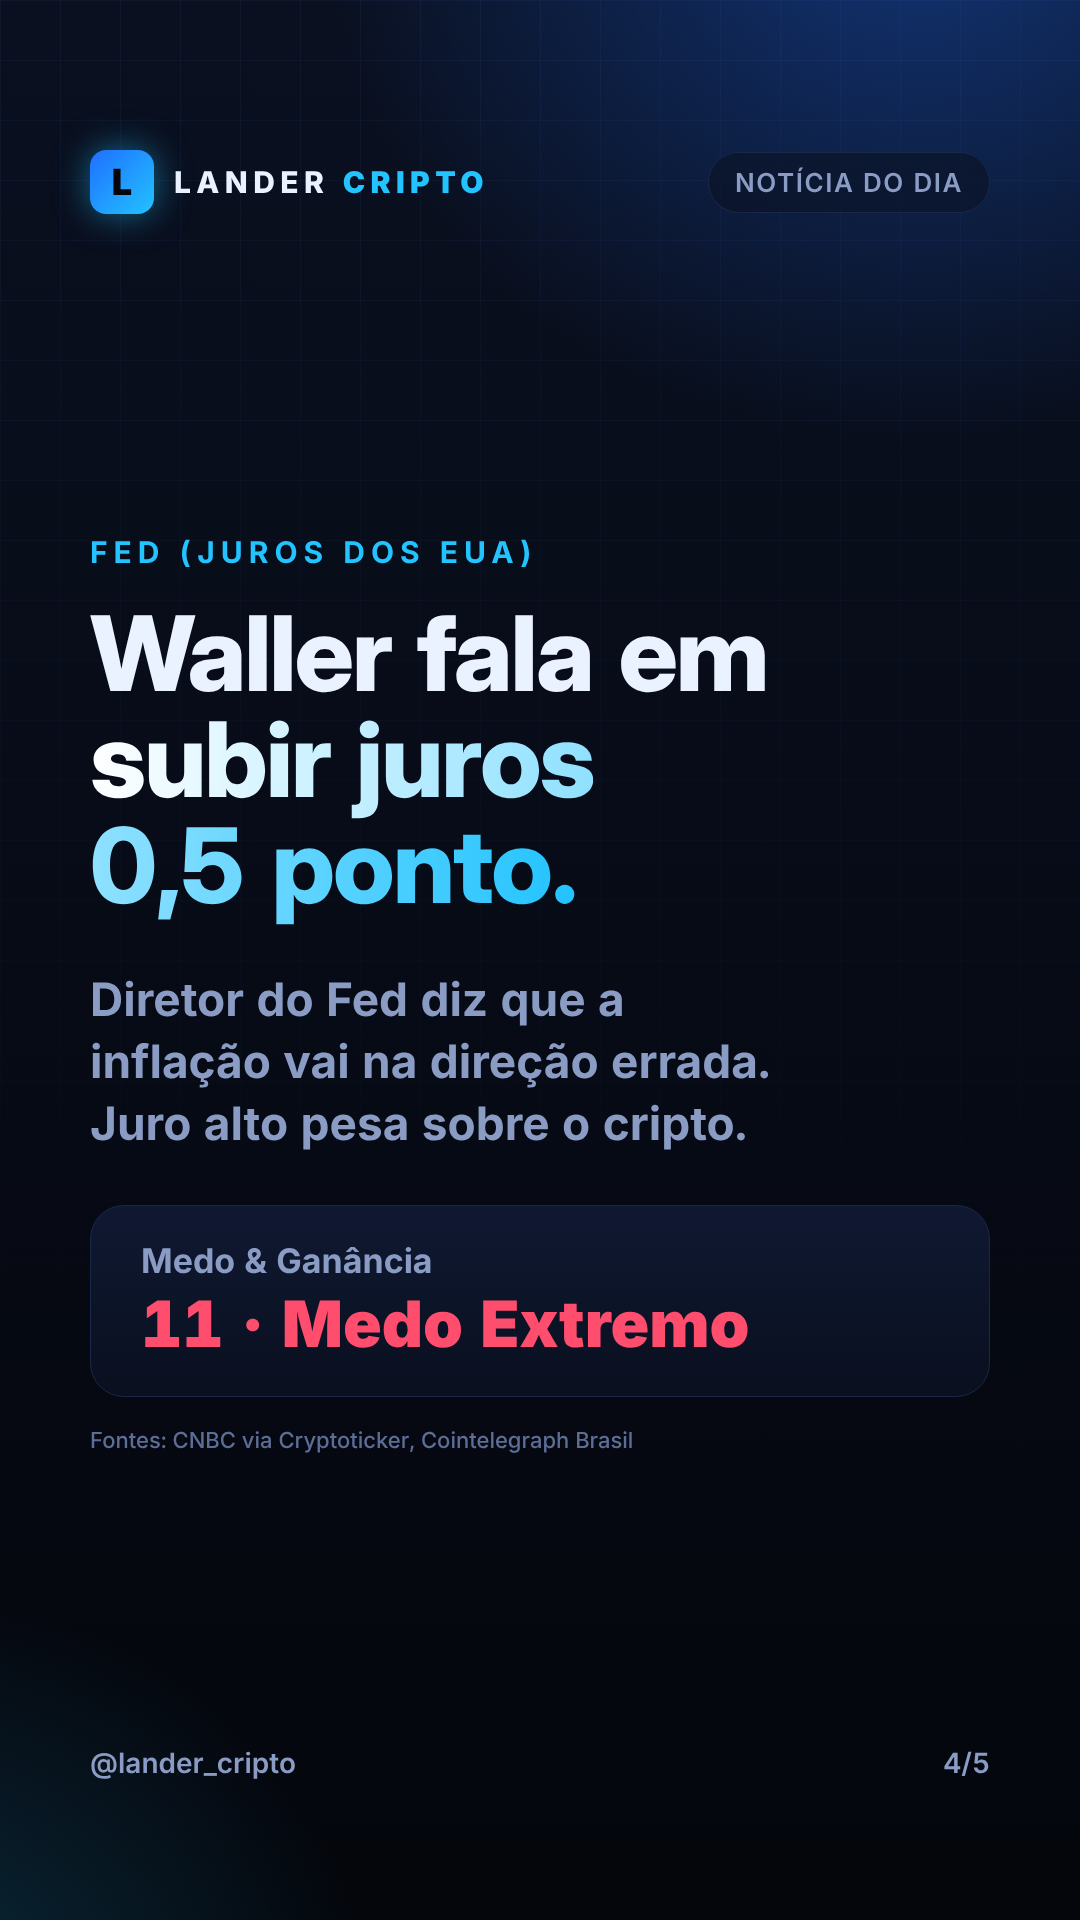 L
LANDER CRIPTO
NOTÍCIA DO DIA
FED (JUROS DOS EUA)
Waller fala em
subir juros
0,5 ponto.
Diretor do Fed diz que a
inflação vai na direção errada.
Juro alto pesa sobre o cripto.
Medo & Ganância
11 · Medo Extremo
Fontes: CNBC via Cryptoticker, Cointelegraph Brasil
@lander_cripto
4/5